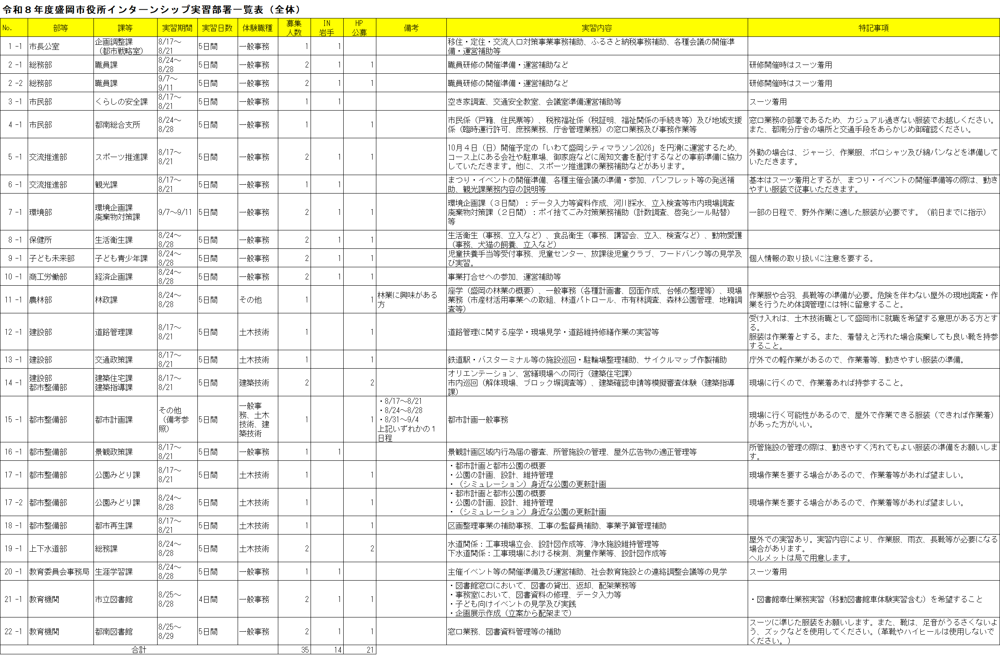 令和８年度盛岡市役所インターンシップ実習部署一覧表（全体）
No. 部等 課等 実習期間 実習日数 体験職種 募集人数 IN岩手 HP公募 備考 実習内容 特記事項
1 -1 市長公室 企画調整課（都市戦略室） 8/17～8/21 5日間 一般事務 1 1 移住・定住・交流人口対策事業事務補助、ふるさと納税事務補助、各種会議の開催準備・運営補助等
2 -1 総務部 職員課 8/24～8/28 5日間 一般事務 2 1 1 職員研修の開催準備・運営補助など 研修開催時はスーツ着用
2 -2 総務部 職員課 9/7～9/11 5日間 一般事務 2 1 1 職員研修の開催準備・運営補助など 研修開催時はスーツ着用
3 -1 市民部 くらしの安全課 8/17～8/21 5日間 一般事務 1 1 空き家調査、交通安全教室、会議室準備運営補助等 スーツ着用
4 -1 市民部 都南総合支所 8/24～8/28 5日間 一般事務 1 1 市民係（戸籍、住民票等）、税務福祉係（税証明、福祉関係の手続き等）及び地域支援係（臨時運行許可、庶務業務、庁舎管理業務）の窓口業務及び事務作業等 窓口業務の部署であるため、カジュアル過ぎない服装でお越しください。また、都南分庁舎の場所と交通手段をあらかじめ御確認ください。
5 -1 交流推進部 スポーツ推進課 8/17～8/21 5日間 一般事務 2 1 1 10月４日（日）開催予定の「いわて盛岡シティマラソン2026」を円滑に運営するため、コース上にある会社や駐車場、御家庭などに周知文書を配付するなどの事前準備に協力していただきます。他に、スポーツ推進課の業務補助などがあります。 外勤の場合は、ジャージ、作業服、ポロシャツ及び綿パンなどを準備していただきます。
6 -1 交流推進部 観光課 8/17～8/21 5日間 一般事務 1 1 まつり・イベントの開催準備、各種主催会議の準備・参加、パンフレット等の発送補助、観光課業務内容の説明等 基本はスーツ着用とするが、まつり・イベントの開催準備等の際は、動きやすい服装で従事いただきます。
7 -1 環境部 環境企画課 廃棄物対策課 9/7～9/11 5日間 一般事務 2 1 1 環境企画課（３日間）：データ入力等資料作成、河川採水、立入検査等市内現場調査
廃棄物対策課（２日間）：ポイ捨てごみ対策業務補助（計数調査、啓発シール貼替）等 一部の日程で、野外作業に適した服装が必要です。（前日までに指示）
8 -1 保健所 生活衛生課 8/24～8/28 5日間 一般事務 2 1 1 生活衛生（事務、立入など）、食品衛生（事務、講習会、立入、検査など）、動物愛護（事務、犬猫の飼養、立入など）
9 -1 子ども未来部 子ども青少年課 8/24～8/28 5日間 一般事務 2 1 1 児童扶養手当等受付事務、児童センター、放課後児童クラブ、フードバンク等の見学及び実習。 個人情報の取り扱いに注意を要する。
10 -1 商工労働部 経済企画課 8/24～8/28 5日間 一般事務 2 1 1 事業打合せへの参加、運営補助等
11 -1 農林部 林政課 8/24～8/28 5日間 その他 1 1 林業に興味がある方 座学（盛岡の林業の概要）、一般事務（各種計画書、図面作成、台帳の整理等）、現場業務（市産材活用事業への取組、林道パトロール、市有林調査、森林公園管理、地籍調査等） 作業服や合羽、長靴等の準備が必要。危険を伴わない屋外の現地調査・作業を行うため体調管理には特に留意すること。
12 -1 建設部 道路管理課 8/17～8/21 5日間 土木技術 1 1 道路管理に関する座学・現場見学・道路維持修繕作業の実習等 受け入れは、土木技術職として盛岡市に就職を希望する意思がある方とする。
服装は作業着とする。また、着替えと汚れた場合廃棄しても良い靴を持参すること。
13 -1 建設部 交通政策課 8/17～8/21 5日間 土木技術 1 1 鉄道駅・バスターミナル等の施設巡回・駐輪場整理補助、サイクルマップ作製補助 庁外での軽作業があるので、作業着等、動きやすい服装の準備。
14 -1 建設部 都市整備部 建築住宅課 建築指導課 8/17～8/21 5日間 建築技術 2 2 オリエンテーション、営繕現場への同行（建築住宅課）
市内巡回（解体現場、ブロック塀調査等）、建築確認申請等模擬審査体験（建築指導課） 現場に行くので、作業着あれば持参すること。
15 -1 都市整備部 都市計画課 その他（備考参照） 5日間 一般事務、土木技術、建築技術 1 1 ・8/17～8/21
・8/24～8/28
・8/31～9/4
上記いずれかの１日程 都市計画一般事務 現場に行く可能性があるので、屋外で作業できる服装（できれば作業着）があった方がいい。
16 -1 都市整備部 景観政策課 8/17～8/21 5日間 一般事務 1 1 景観計画区域内行為届の審査、所管施設の管理、屋外広告物の適正管理等 所管施設の管理の際は、動きやすく汚れてもよい服装の準備をお願いします。
17 -1 都市整備部 公園みどり課 8/17～8/21 5日間 土木技術 1 1 ・都市計画と都市公園の概要
・公園の計画、設計、維持管理
・（シミュレーション）身近な公園の更新計画 現場作業を要する場合があるので、作業着等があれば望ましい。
17 -2 都市整備部 公園みどり課 8/24～8/28 5日間 土木技術 1 1 ・都市計画と都市公園の概要
・公園の計画、設計、維持管理
・（シミュレーション）身近な公園の更新計画 現場作業を要する場合があるので、作業着等があれば望ましい。
18 -1 都市整備部 都市再生課 8/17～8/21 5日間 土木技術 1 1 区画整理事業の補助事務、工事の監督員補助、事業予算管理補助
19 -1 上下水道部 総務課 8/24～8/28 5日間 土木技術 2 2 水道関係：工事現場立会、設計図作成等、浄水施設維持管理等
下水道関係：工事現場における検測、測量作業等、設計図作成等 屋外での実習あり。実習内容により、作業服、雨衣、長靴等が必要になる場合があります。
ヘルメットは局で用意します。
20 -1 教育委員会事務局 生涯学習課 8/24～8/28 5日間 一般事務 1 1 主催イベント等の開催準備及び運営補助、社会教育施設との連絡調整会議等の見学 スーツ着用
21 -1 教育機関 市立図書館 8/25～8/28 4日間 一般事務 2 1 1 ・図書館窓口において、図書の貸出、返却、配架業務等
・事務室において、図書資料の修理、データ入力等
・子ども向けイベントの見学及び実践
・企画展示作成（立案から配架まで） ・図書館奉仕業務実習（移動図書館車体験実習含む）を希望すること
22 -1 教育機関 都南図書館 8/25～8/29 5日間 一般事務 2 1 1 窓口業務、図書資料管理等の補助 スーツに準じた服装をお願いします。また、靴は、足音がうるさくないよう、ズックなどを使用してください。（革靴やハイヒールは使用しないでください。）
合計 35 14 21